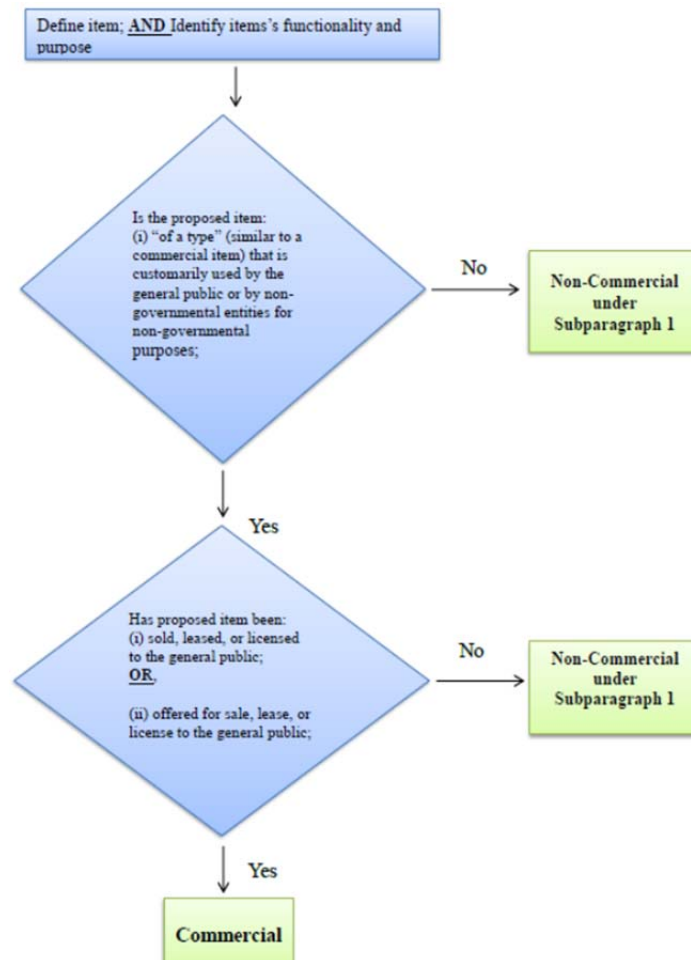 Define item; AND Identify items's functionality and
purpose
Is the proposed item:
(i) “of a type” (similar to a
commercial item) that is
customarily used by the
general public or by non-
governmental entities for
non-governmental
purposes;
No
Non-Commercial
under
Subparagraph 1
Yes
Has proposed item been:
(i) sold, leased, or licensed
to the general public;
OR,
(ii) offered for sale, lease, or
license to the general public;
No
Non-Commercial
under
Subparagraph 1
Yes
Commercial